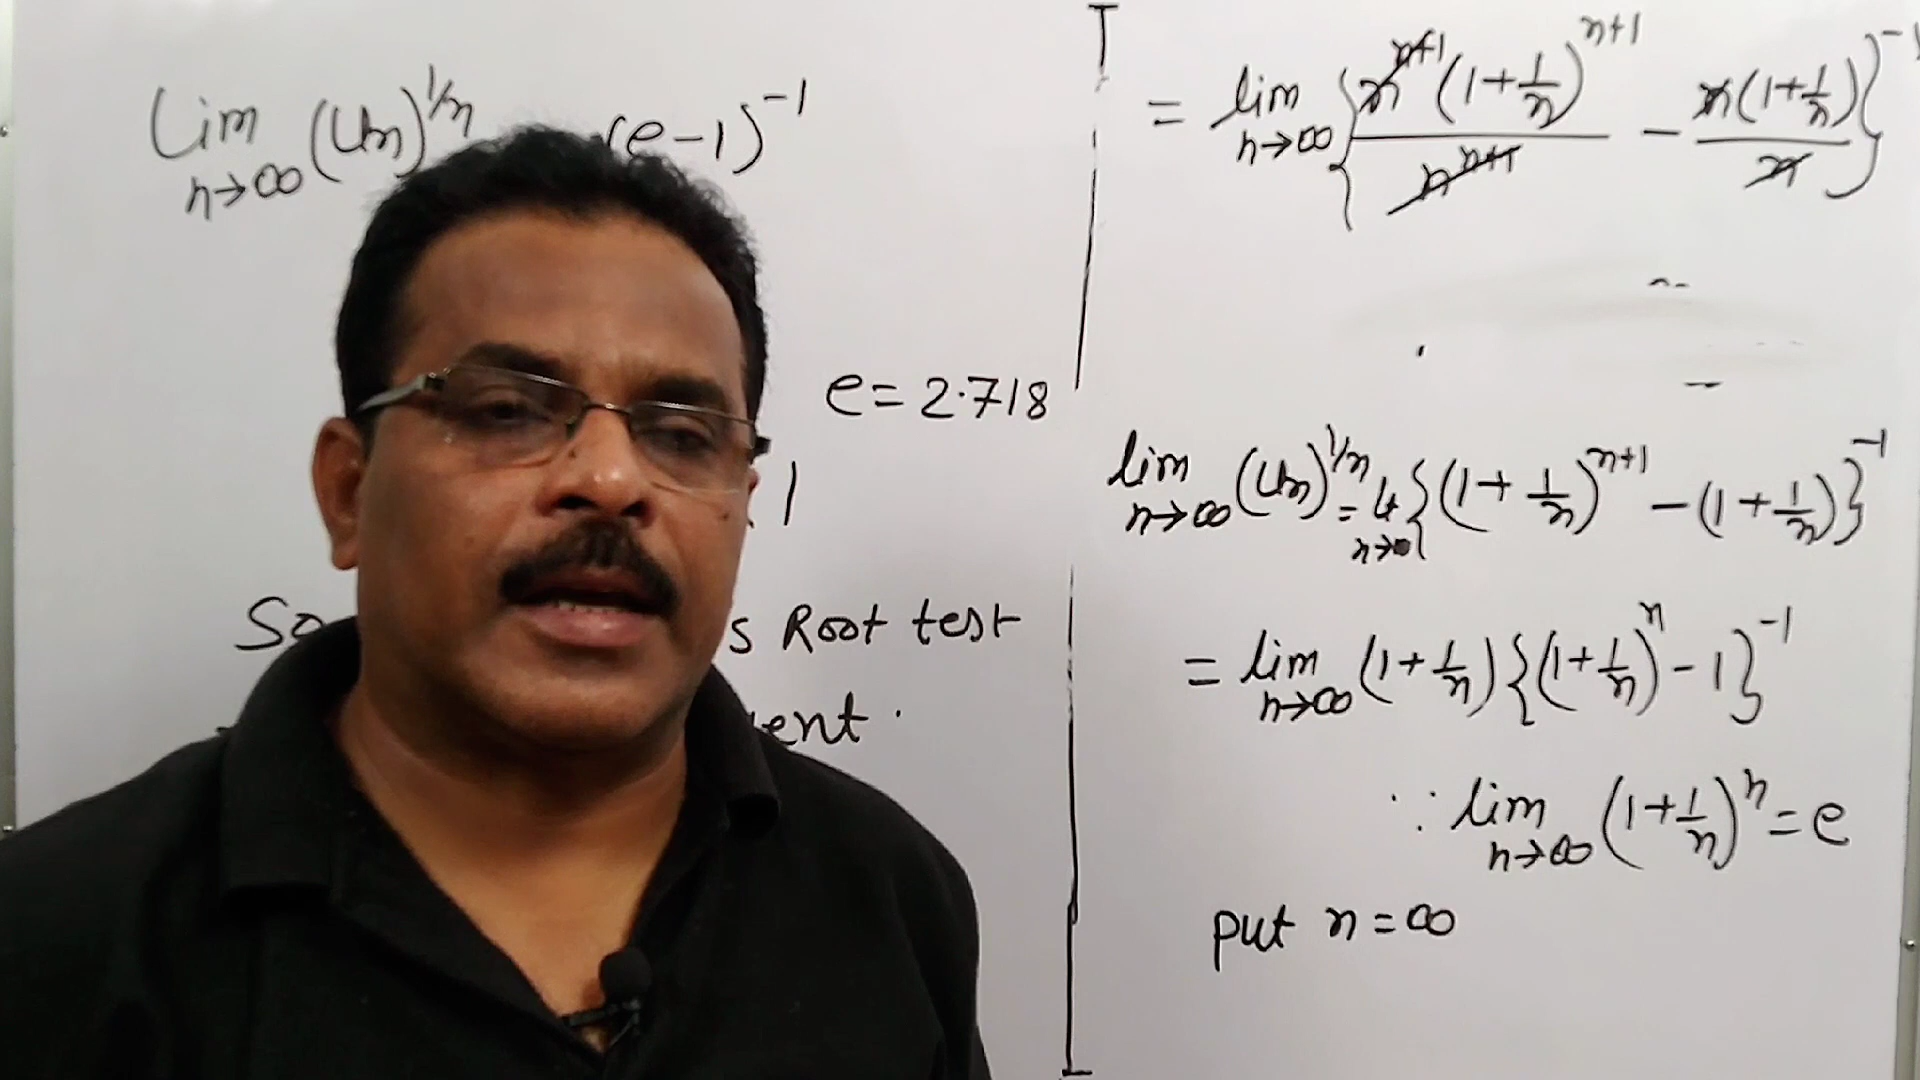 Lim n→∞ (Un)^1/n (e-1)^-1
e = 2.718
1
So s Root test
ent.
= lim n→∞ { n^n+1 (1+1/n)^n+1 / n^n+1 - n(1+1/n) / n }^-1
lim n→∞ (Un)^1/n = Lt n→∞ { (1+1/n)^n+1 - (1+1/n) }^-1
= lim n→∞ (1+1/n) { (1+1/n)^n - 1 }^-1
∵ lim n→∞ (1+1/n)^n = e
put n = ∞